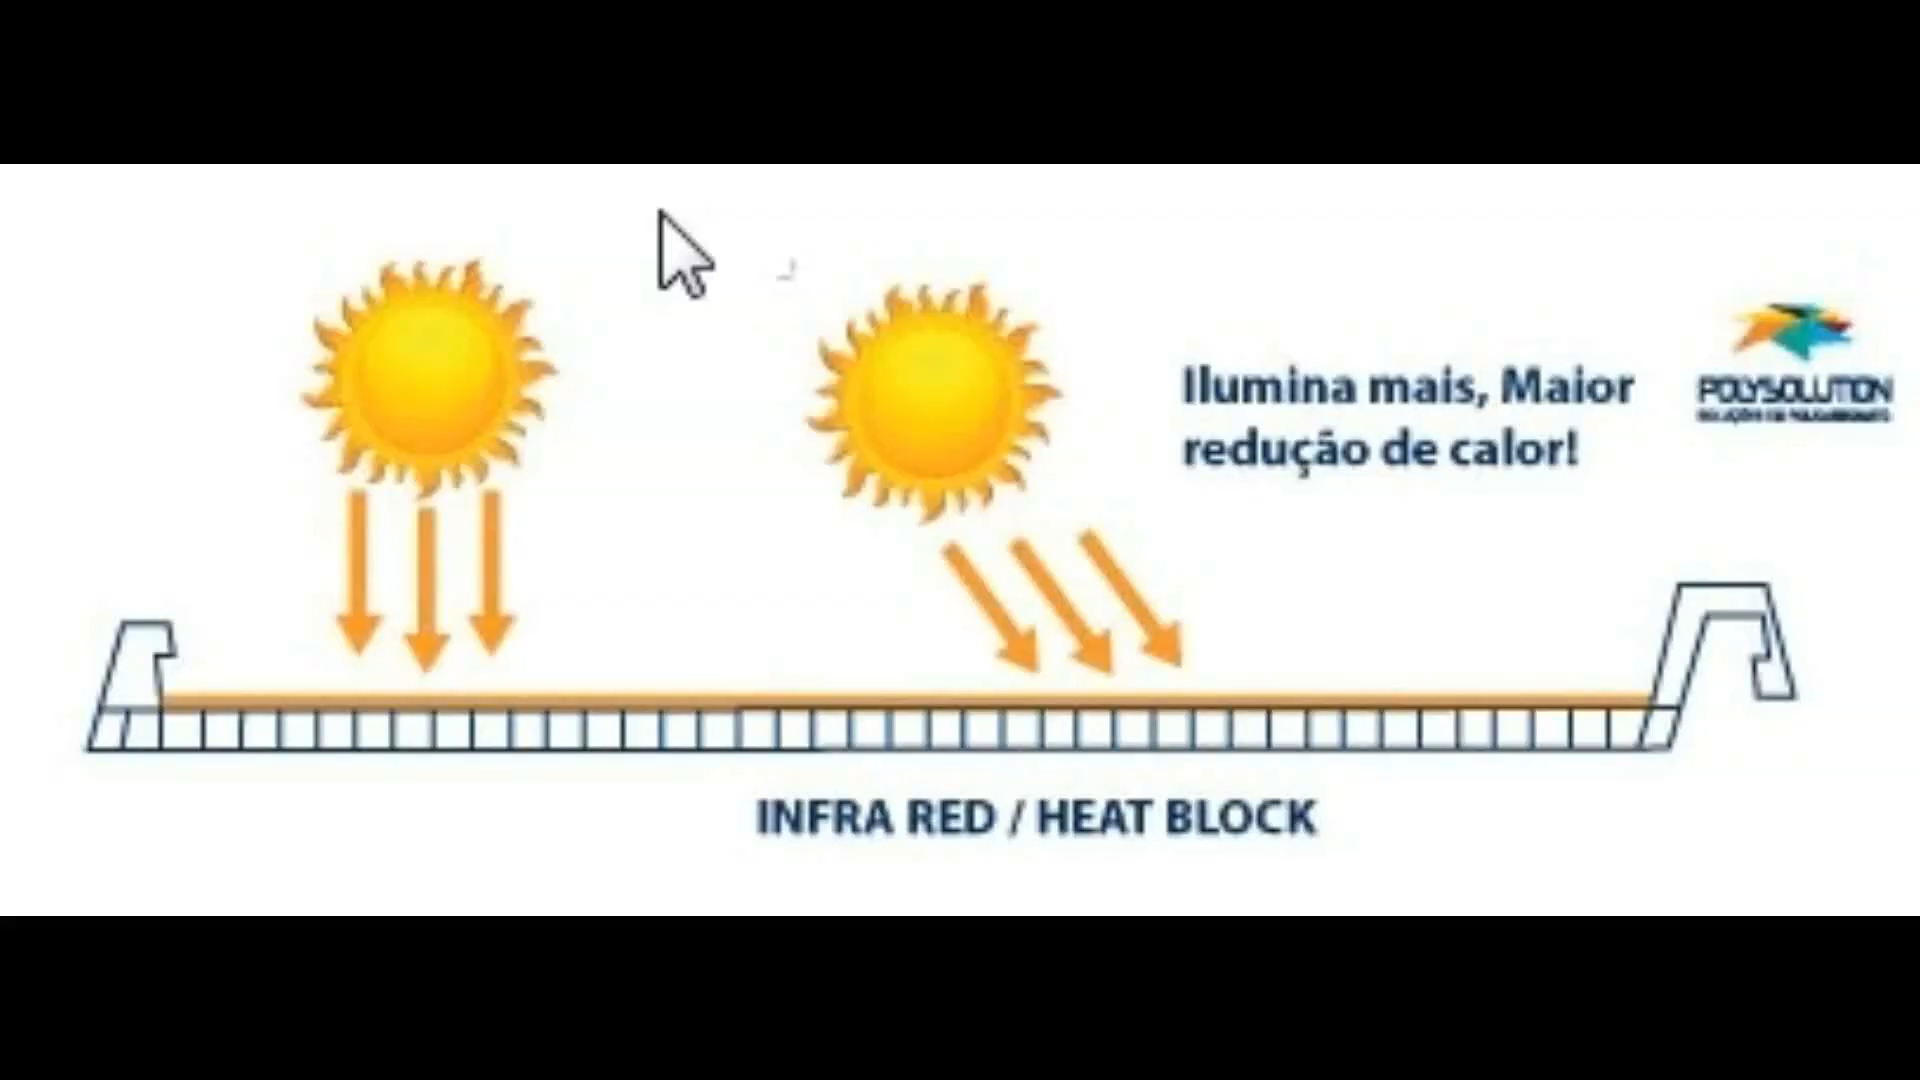 Ilumina mais, Maior
redução de calor!
POLYSOLUTION
INFRA RED / HEAT BLOCK